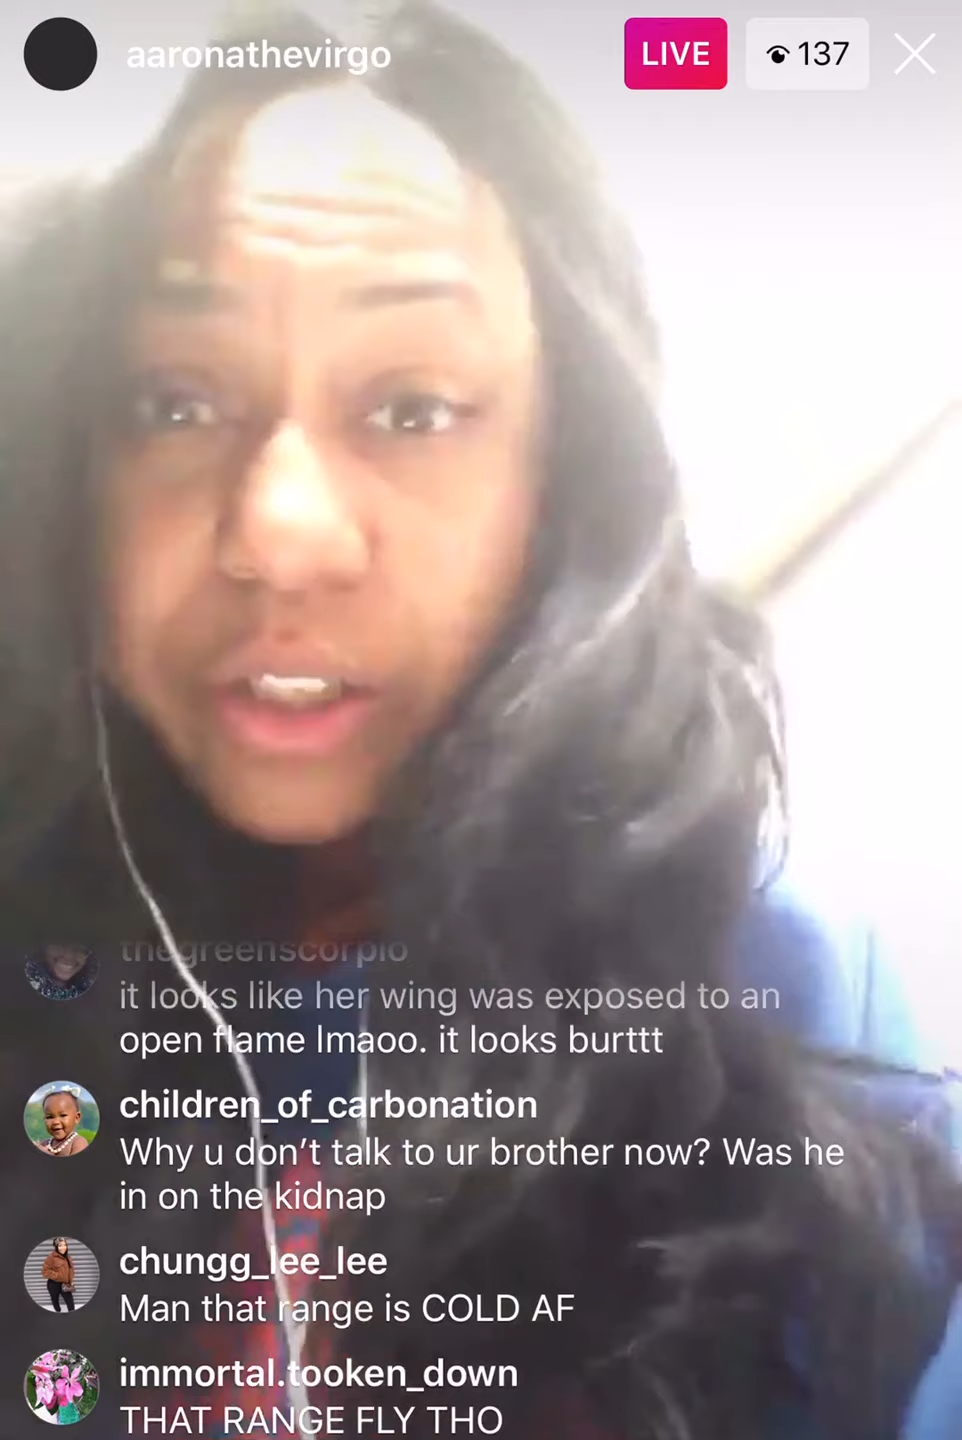 aaronathevirgo LIVE 137
thegreenscorpio
it looks like her wing was exposed to an
open flame lmaoo. it looks burttt
children_of_carbonation
Why u don't talk to ur brother now? Was he
in on the kidnap
chungg_lee_lee
Man that range is COLD AF
immortal.tooken_down
THAT RANGE FLY THO